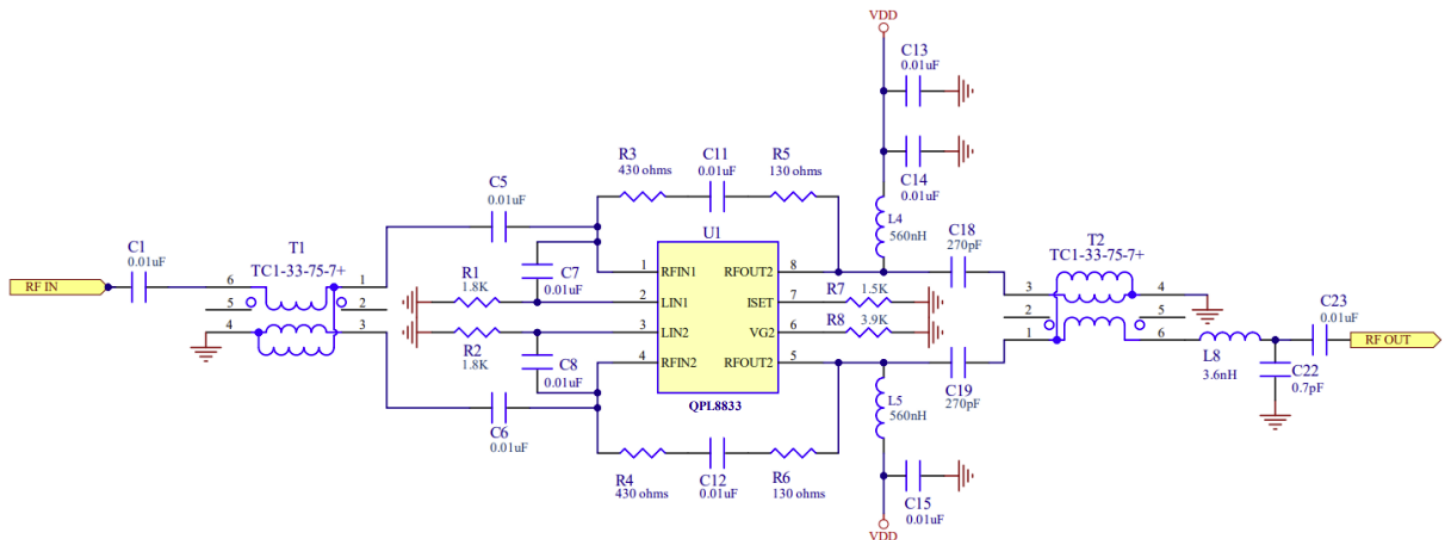 VDD
C13
0.01uF
C14
0.01uF
R3
430 ohms
C11
0.01uF
R5
130 ohms
C5
0.01uF
L4
560nH
C18
270pF
T2
TC1-33-75-7+
C1
0.01uF
T1
TC1-33-75-7+
U1
RF IN
6
1
5
2
4
3
R1
1.8K
C7
0.01uF
1
RFIN1
RFOUT2
8
2
LIN1
ISET
7
R7
1.5K
3
LIN2
VG2
6
R8
3.9K
4
RFIN2
RFOUT2
5
R2
1.8K
C8
0.01uF
QPL8833
3
4
2
5
1
6
C23
0.01uF
RF OUT
L8
3.6nH
C22
0.7pF
C19
270pF
L5
560nH
C6
0.01uF
R4
430 ohms
C12
0.01uF
R6
130 ohms
C15
0.01uF
VDD